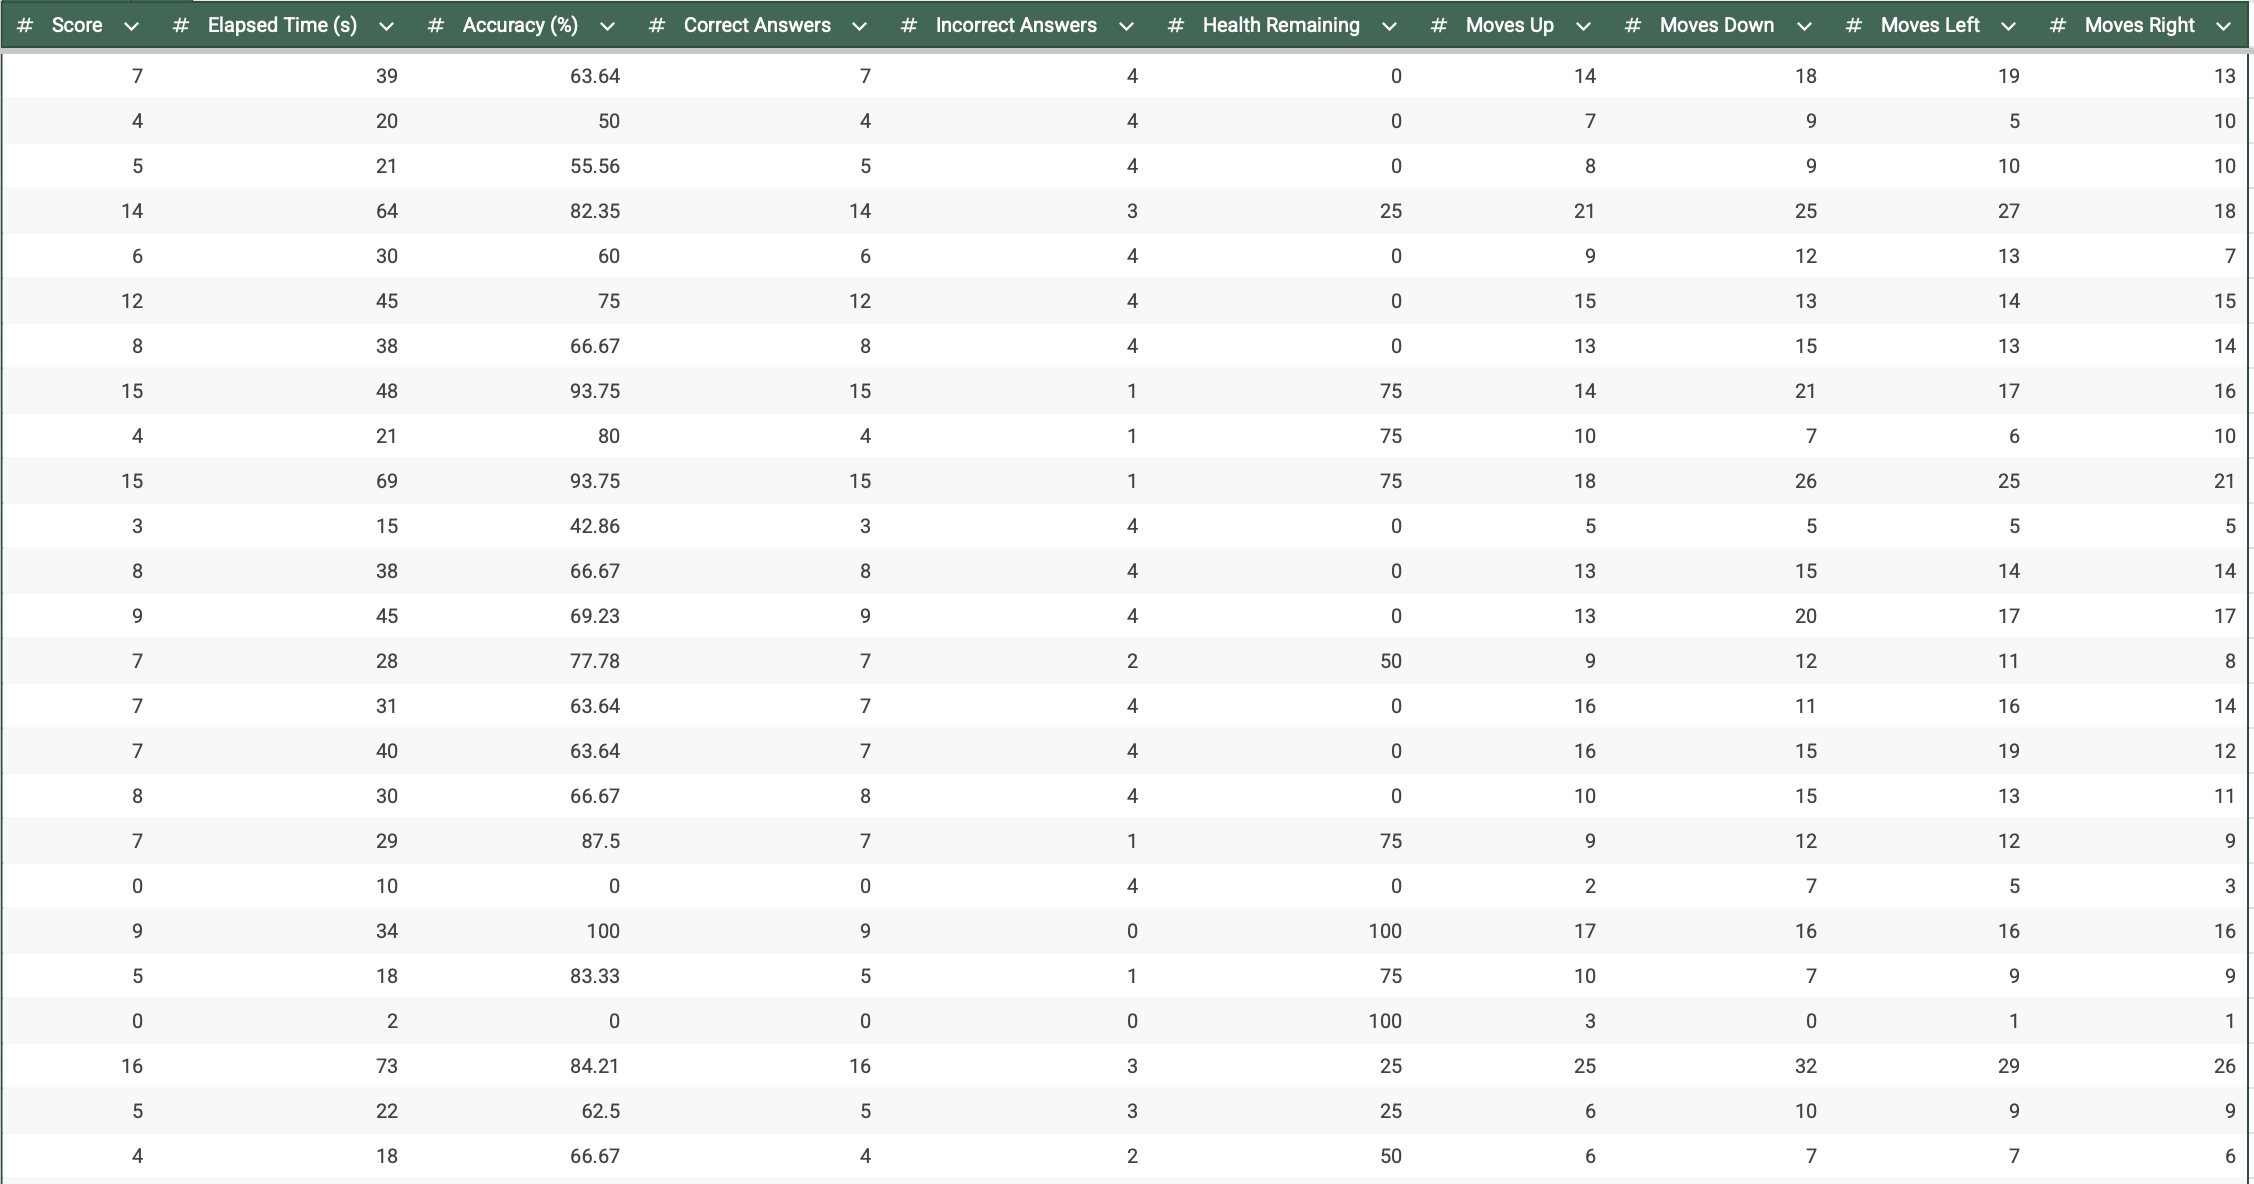 # Score # Elapsed Time (s) # Accuracy (%) # Correct Answers # Incorrect Answers # Health Remaining # Moves Up # Moves Down # Moves Left # Moves Right
7 39 63.64 7 4 0 14 18 19 13
4 20 50 4 4 0 7 9 5 10
5 21 55.56 5 4 0 8 9 10 10
14 64 82.35 14 3 25 21 25 27 18
6 30 60 6 4 0 9 12 13 7
12 45 75 12 4 0 15 13 14 15
8 38 66.67 8 4 0 13 15 13 14
15 48 93.75 15 1 75 14 21 17 16
4 21 80 4 1 75 10 7 6 10
15 69 93.75 15 1 75 18 26 25 21
3 15 42.86 3 4 0 5 5 5 5
8 38 66.67 8 4 0 13 15 14 14
9 45 69.23 9 4 0 13 20 17 17
7 28 77.78 7 2 50 9 12 11 8
7 31 63.64 7 4 0 16 11 16 14
7 40 63.64 7 4 0 16 15 19 12
8 30 66.67 8 4 0 10 15 13 11
7 29 87.5 7 1 75 9 12 12 9
0 10 0 0 4 0 2 7 5 3
9 34 100 9 0 100 17 16 16 16
5 18 83.33 5 1 75 10 7 9 9
0 2 0 0 0 100 3 0 1 1
16 73 84.21 16 3 25 25 32 29 26
5 22 62.5 5 3 25 6 10 9 9
4 18 66.67 4 2 50 6 7 7 6